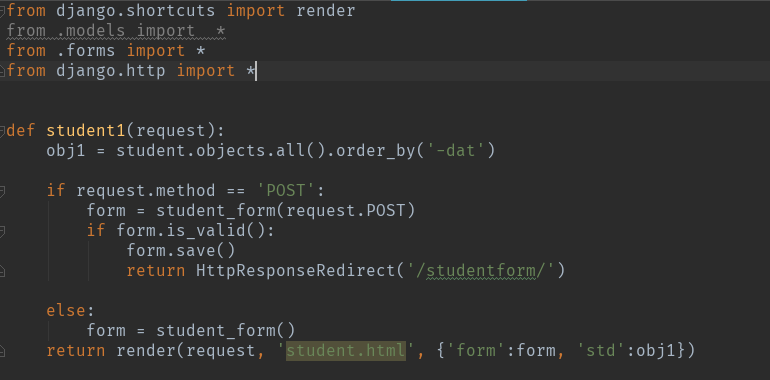 from django.shortcuts import render
from .models import *
from .forms import *
from django.http import *
def student1(request):
    obj1 = student.objects.all().order_by('-dat')
    if request.method == 'POST':
        form = student_form(request.POST)
        if form.is_valid():
            form.save()
            return HttpResponseRedirect('/studentform/')
    else:
        form = student_form()
    return render(request, 'student.html', {'form':form, 'std':obj1})